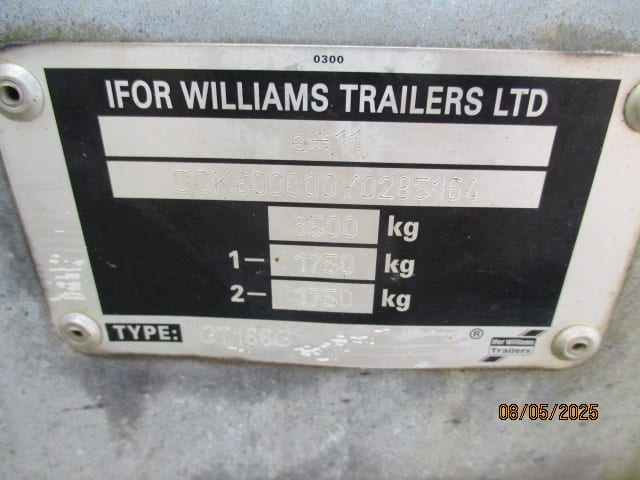 0300
IFOR WILLIAMS TRAILERS LTD
e*11
SCK600000Y0285164
3500 kg
1- 1750 kg
2- 1750 kg
TYPE: CT166G ®
Ifor Williams
Trailers
08/05/2025